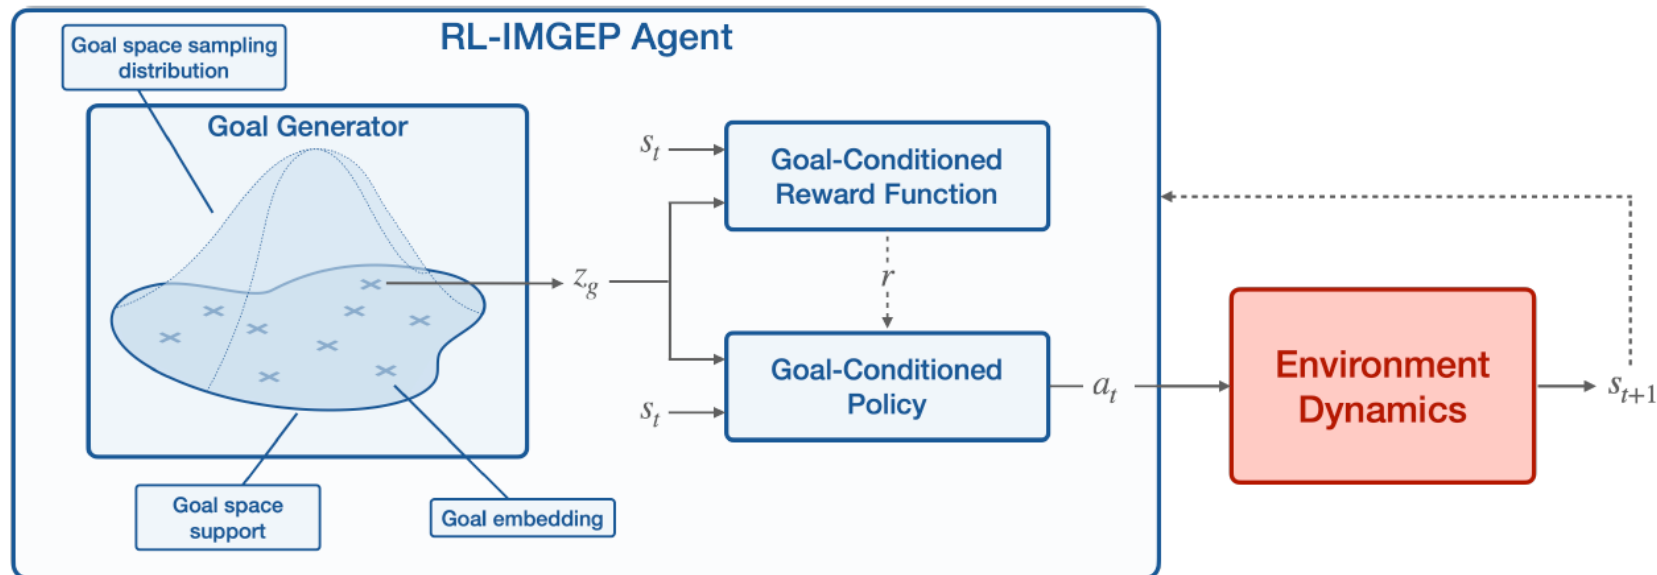 RL-IMGEP Agent
Goal space sampling
distribution
Goal Generator
s_t
Goal-Conditioned
Reward Function
z_g
r
Goal-Conditioned
Policy
s_t
a_t
Environment
Dynamics
s_{t+1}
Goal space
support
Goal embedding